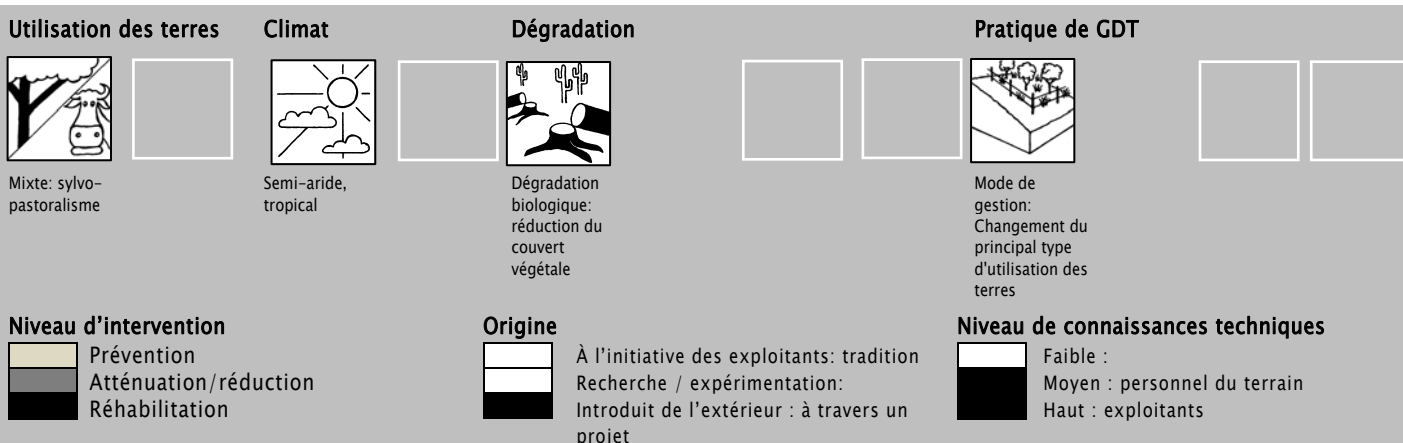 Utilisation des terres
Climat
Dégradation
Pratique de GDT
Mixte: sylvo-
pastoralisme
Semi-aride,
tropical
Dégradation
biologique:
réduction du
couvert
végétale
Mode de
gestion:
Changement du
principal type
d'utilisation des
terres
Niveau d’intervention
Prévention
Atténuation/réduction
Réhabilitation
Origine
À l’initiative des exploitants: tradition
Recherche / expérimentation:
Introduit de l’extérieur : à travers un
projet
Niveau de connaissances techniques
Faible :
Moyen : personnel du terrain
Haut : exploitants